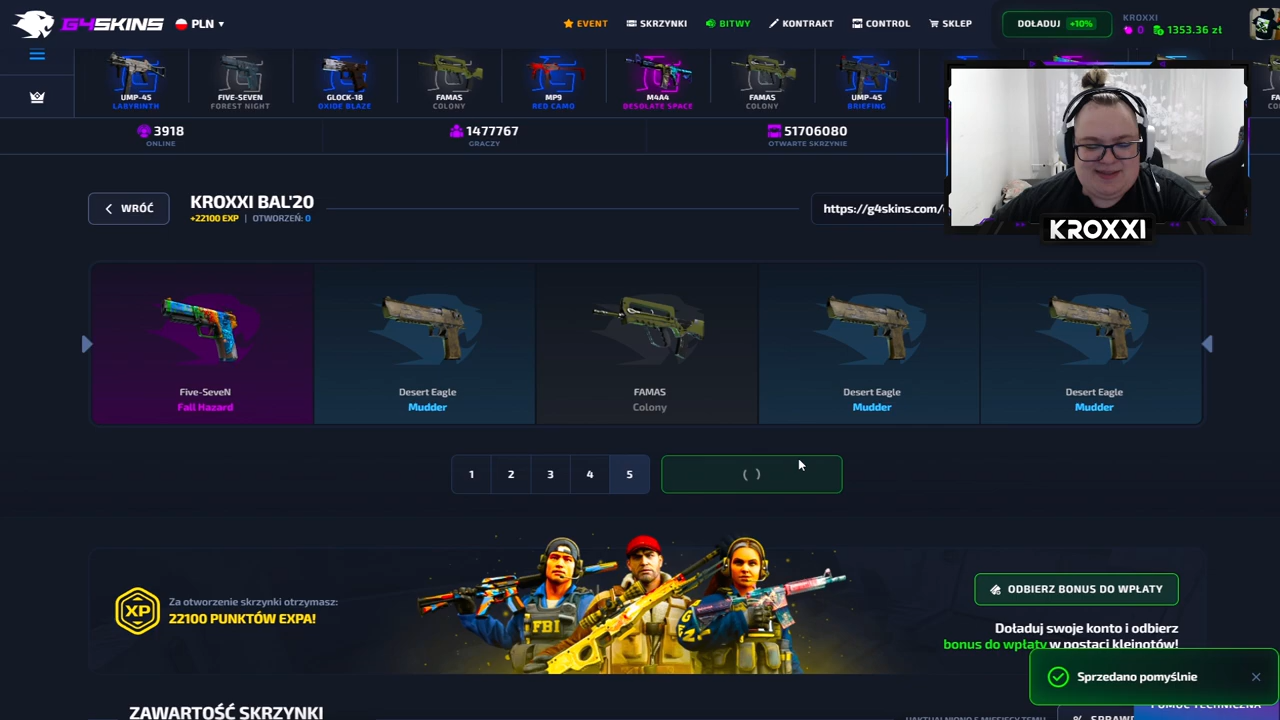 G4SKINS
PLN
EVENT
SKRZYNKI
BITWY
KONTRAKT
CONTROL
SKLEP
DOŁADUJ +10%
KROXXI
0 1353.36 zł
UMP-45
LABYRINTH
FIVE-SEVEN
FOREST NIGHT
GLOCK-18
OXIDE BLAZE
FAMAS
COLONY
MP9
RED CAMO
M4A4
DESOLATE SPACE
FAMAS
COLONY
UMP-45
BRIEFING
3918
ONLINE
1477767
GRACZY
51706080
OTWARTE SKRZYNIE
KROXXI
WRÓĆ
KROXXI BAL'20
+22100 EXP | OTWORZEŃ: 0
https://g4skins.com/
Five-SeveN
Fall Hazard
Desert Eagle
Mudder
FAMAS
Colony
Desert Eagle
Mudder
Desert Eagle
Mudder
1 2 3 4 5
XP
Za otworzenie skrzynki otrzymasz:
22100 PUNKTÓW EXPA!
FBI
ODBIERZ BONUS DO WPŁATY
Doładuj swoje konto i odbierz
bonus do wpłaty w postaci klejnotów!
Sprzedano pomyślnie
ZAWARTOŚĆ SKRZYNKI